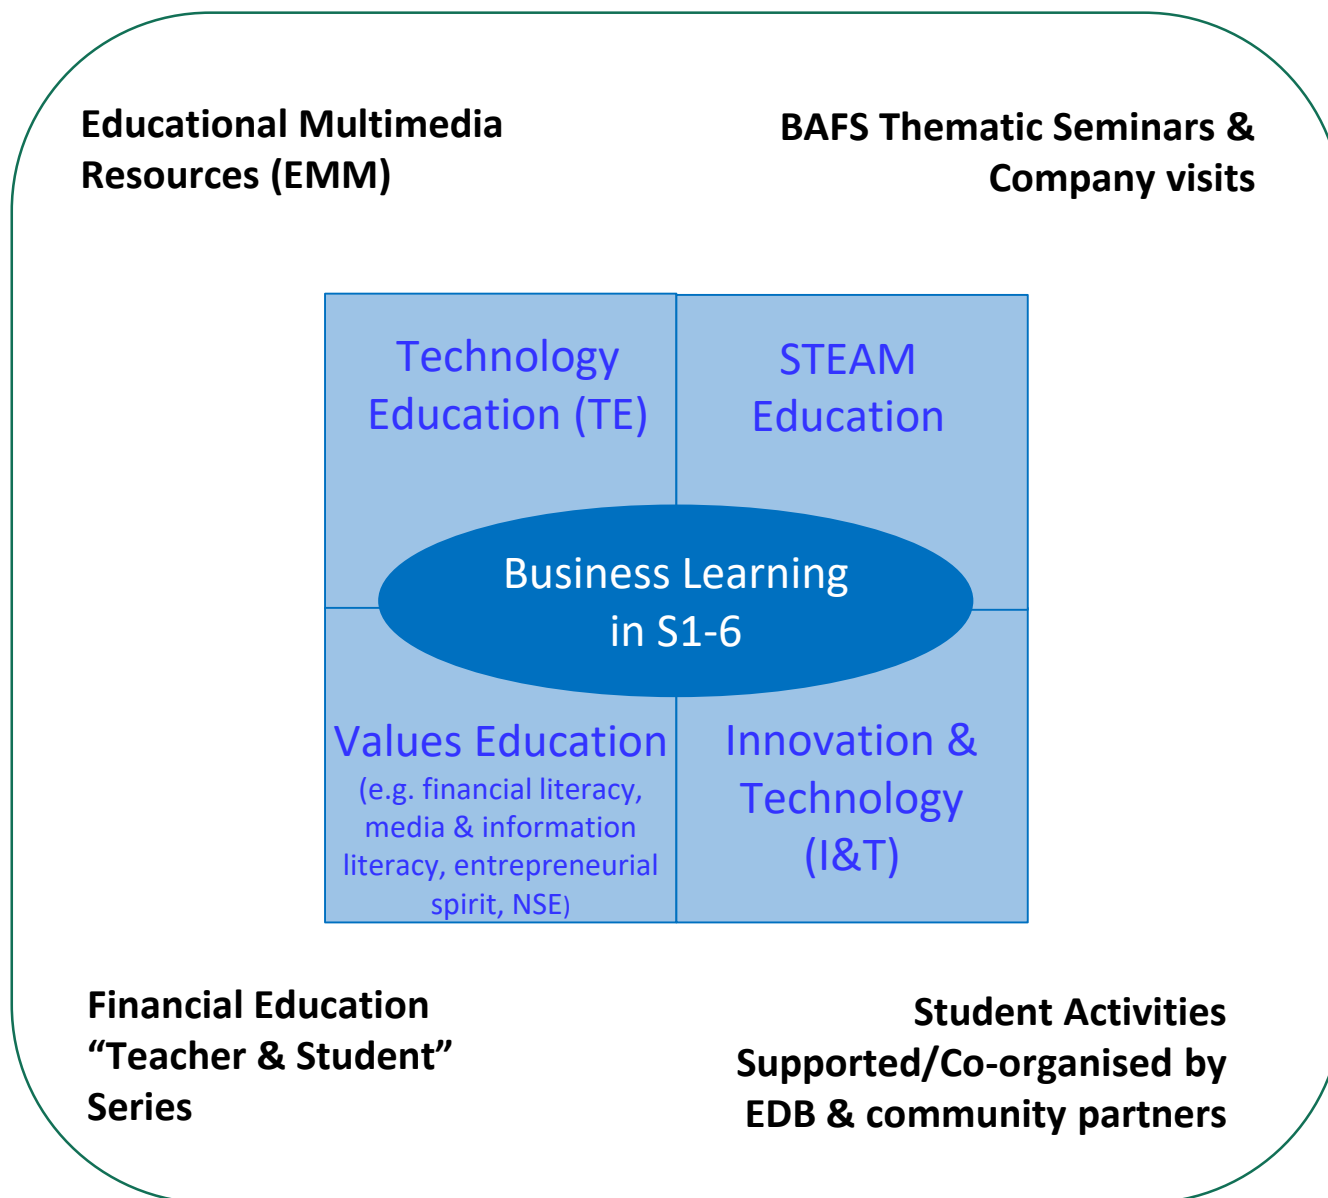 Educational Multimedia
Resources (EMM)
BAFS Thematic Seminars &
Company visits
Technology
Education (TE)
STEAM
Education
Business Learning
in S1-6
Values Education
(e.g. financial literacy,
media & information
literacy, entrepreneurial
spirit, NSE)
Innovation &
Technology
(I&T)
Financial Education
“Teacher & Student”
Series
Student Activities
Supported/Co-organised by
EDB & community partners